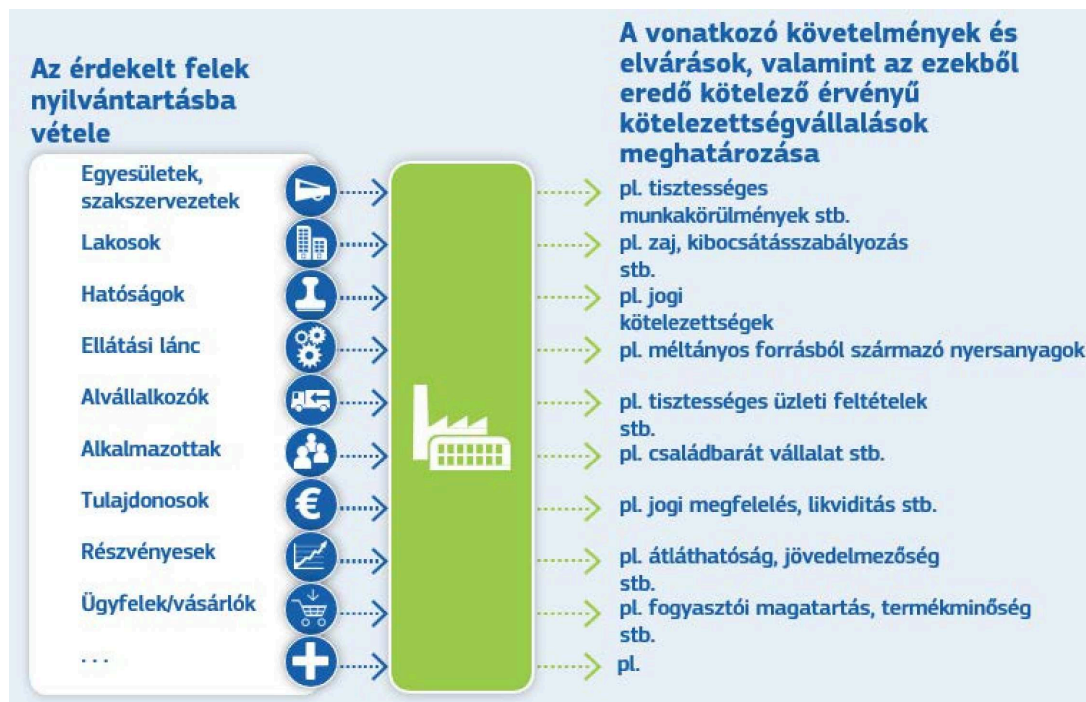 Az érdekelt felek
nyilvántartásba
vétele
A vonatkozó követelmények és
elvárások, valamint az ezekből
eredő kötelező érvényű
kötelezettségvállalások
meghatározása
Egyesületek,
szakszervezetek
pl. tisztességes
munkakörülmények stb.
Lakosok
pl. zaj, kibocsátásszabályozás
stb.
Hatóságok
pl. jogi
kötelezettségek
Ellátási lánc
pl. méltányos forrásból származó nyersanyagok
Alvállalkozók
pl. tisztességes üzleti feltételek
stb.
Alkalmazottak
pl. családbarát vállalat stb.
Tulajdonosok
€
pl. jogi megfelelés, likviditás stb.
Részvényesek
pl. átláthatóság, jövedelmezőség
stb.
Ügyfelek/vásárlók
pl. fogyasztói magatartás, termékminőség
stb.
. . .
pl.